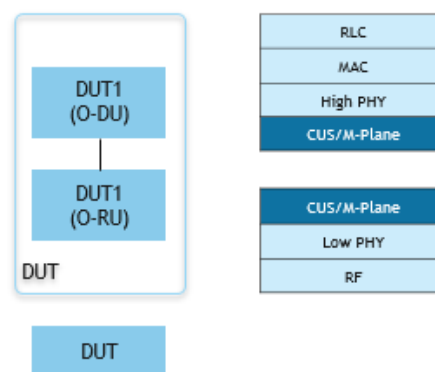 DUT1
(O-DU)
DUT1
(O-RU)
DUT
DUT
RLC
MAC
High PHY
CUS/M-Plane
CUS/M-Plane
Low PHY
RF